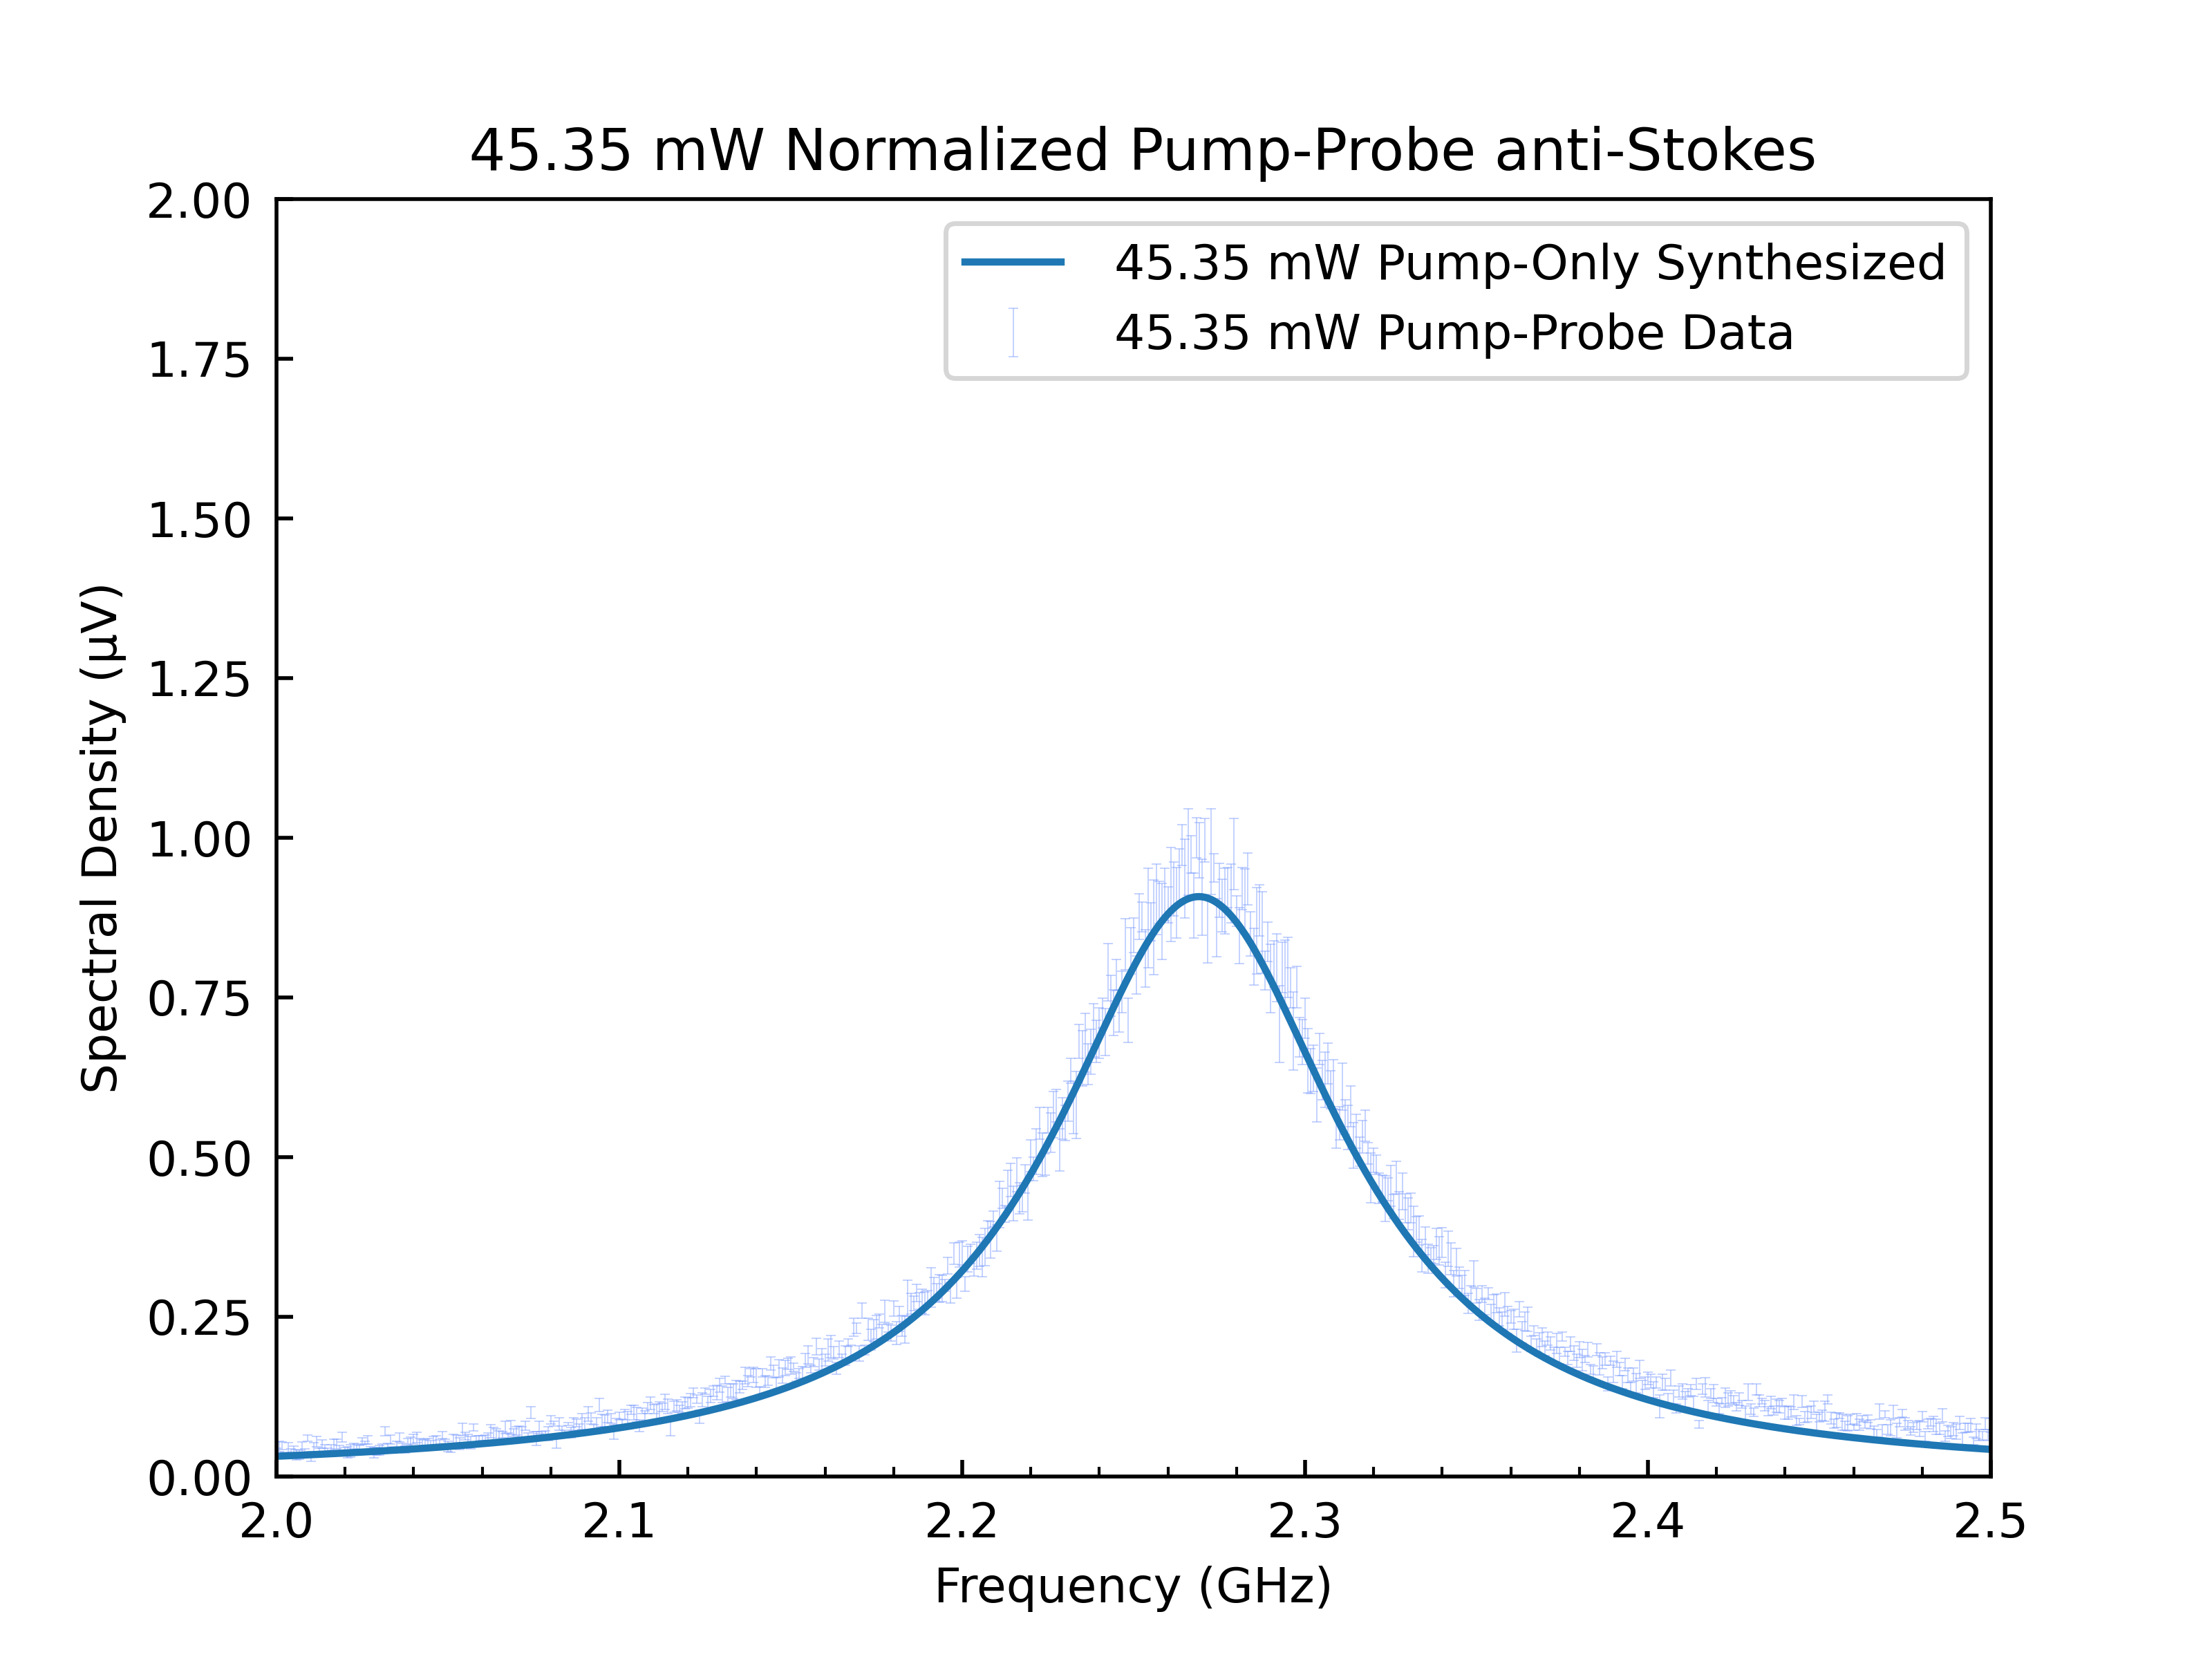 45.35 mW Normalized Pump-Probe anti-Stokes
45.35 mW Pump-Only Synthesized
45.35 mW Pump-Probe Data
Spectral Density (μV)
2.00
1.75
1.50
1.25
1.00
0.75
0.50
0.25
0.00
2.0 2.1 2.2 2.3 2.4 2.5
Frequency (GHz)